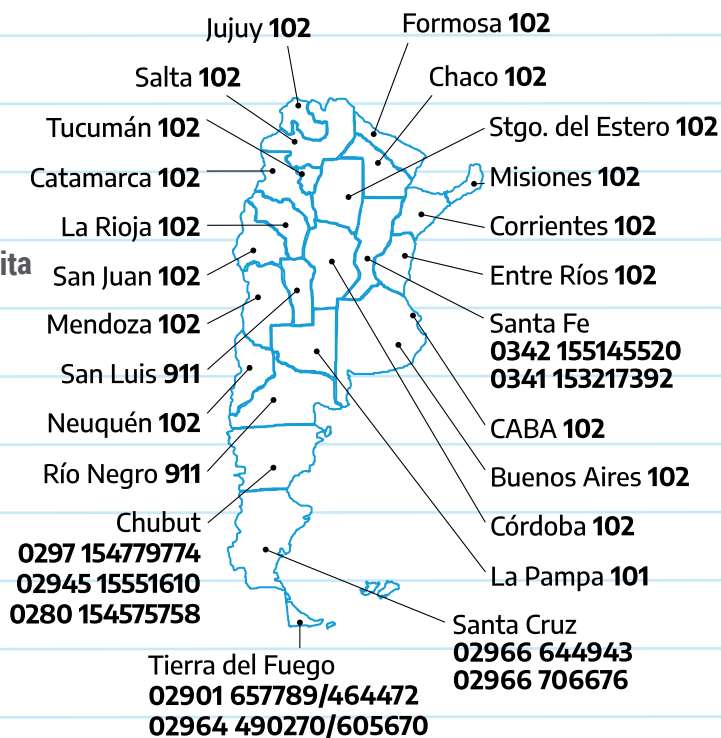 Jujuy 102
Salta 102
Tucumán 102
Catamarca 102
La Rioja 102
ita
San Juan 102
Mendoza 102
San Luis 911
Neuquén 102
Río Negro 911
Chubut
0297 154779774
02945 15551610
0280 154575758
Tierra del Fuego
02901 657789/464472
02964 490270/605670
Formosa 102
Chaco 102
Stgo. del Estero 102
Misiones 102
Corrientes 102
Entre Ríos 102
Santa Fe
0342 155145520
0341 153217392
CABA 102
Buenos Aires 102
Córdoba 102
La Pampa 101
Santa Cruz
02966 644943
02966 706676